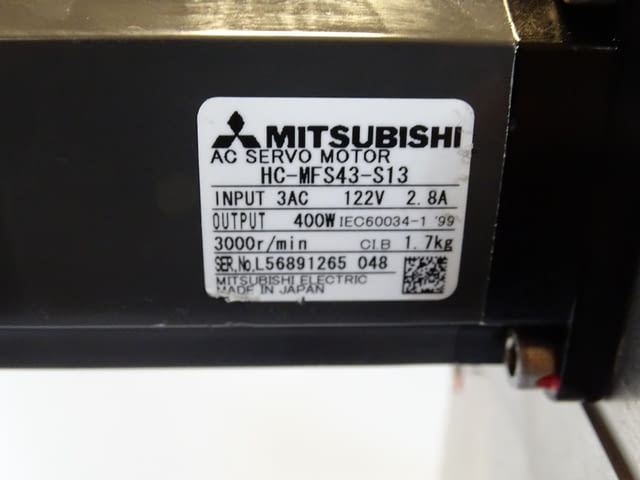 MITSUBISHI
AC SERVO MOTOR
HC-MFS43-S13
INPUT 3AC 122V 2.8A
OUTPUT 400W IEC60034-1 '99
3000r/min CI.B 1.7kg
SER.No.L56891265 048
MITSUBISHI ELECTRIC
MADE IN JAPAN